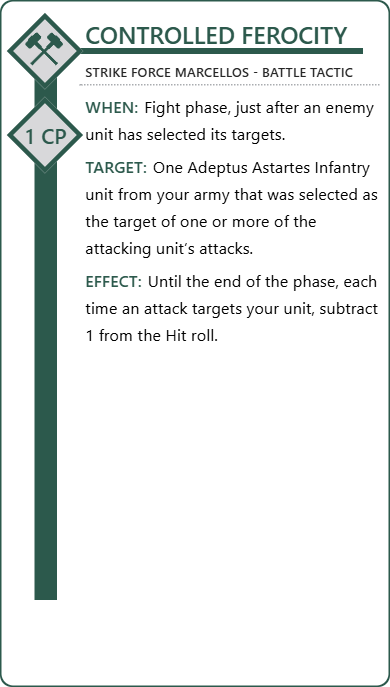 CONTROLLED FEROCITY
STRIKE FORCE MARCELLOS - BATTLE TACTIC
1 CP
WHEN: Fight phase, just after an enemy
unit has selected its targets.
TARGET: One Adeptus Astartes Infantry
unit from your army that was selected as
the target of one or more of the
attacking unit's attacks.
EFFECT: Until the end of the phase, each
time an attack targets your unit, subtract
1 from the Hit roll.